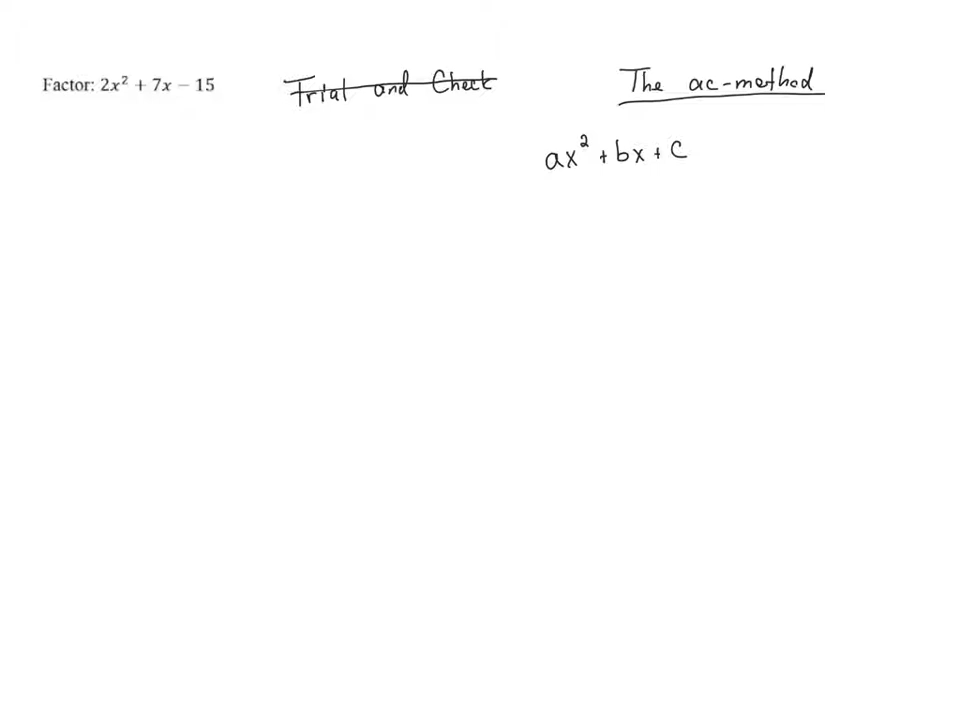 Factor: 2x² + 7x − 15
Trial and Check
The ac-method
ax² + bx + c